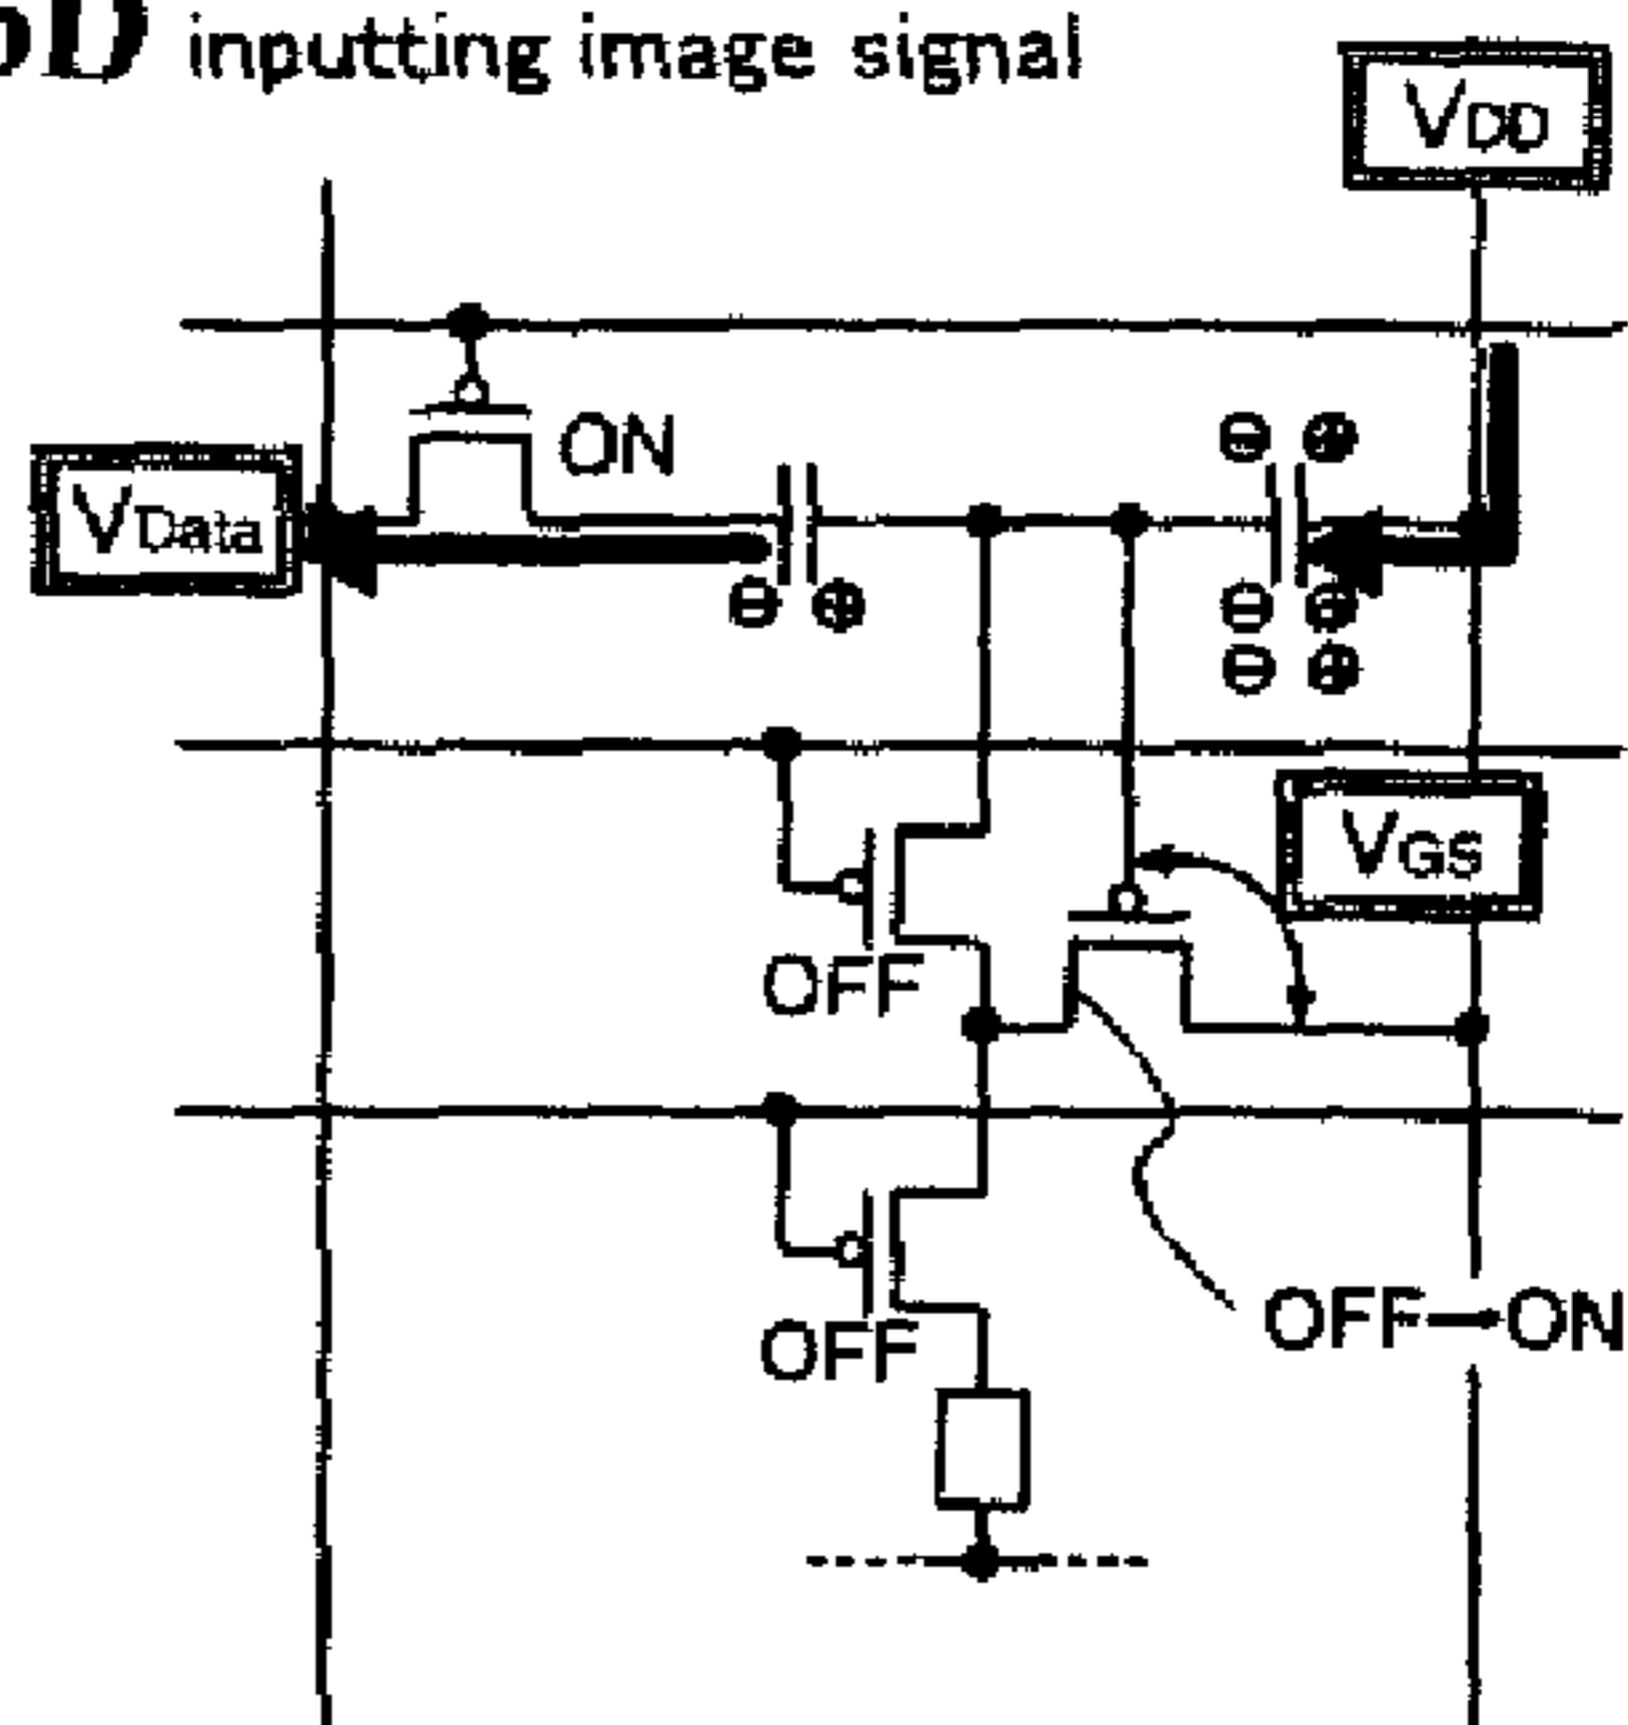 D inputting image signal
VDD
ON
⊖ ⊕
VData
⊖ ⊕
⊖ ⊕
⊖ ⊕
VGS
OFF
OFF→ON
OFF